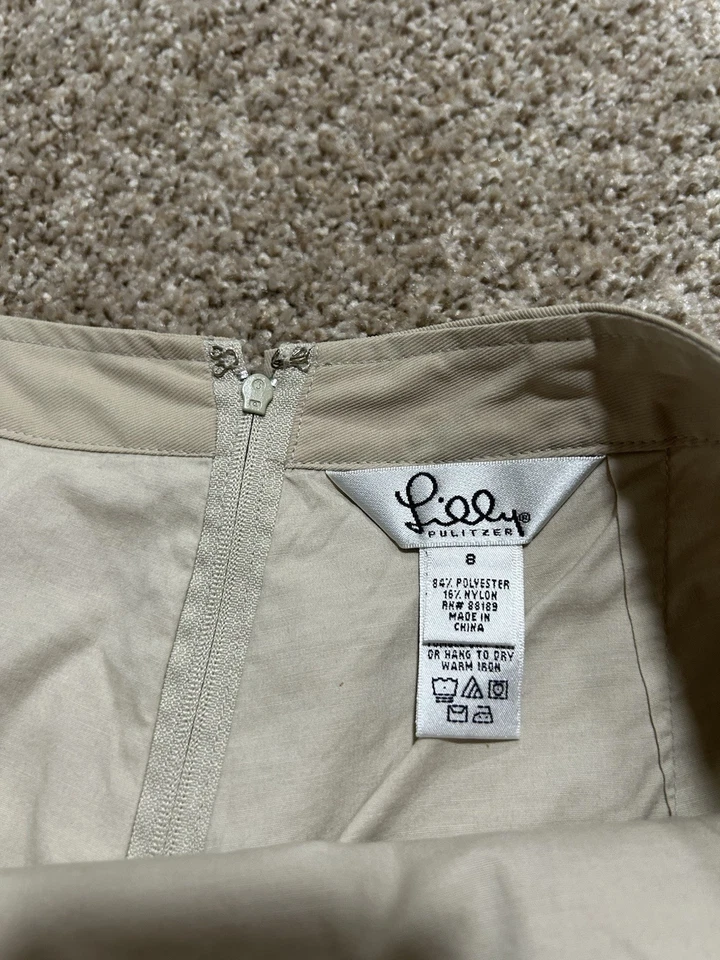 Lilly®
PULITZER
8
84% POLYESTER
16% NYLON
RN# 88189
MADE IN
CHINA
OR HANG TO DRY
WARM IRON